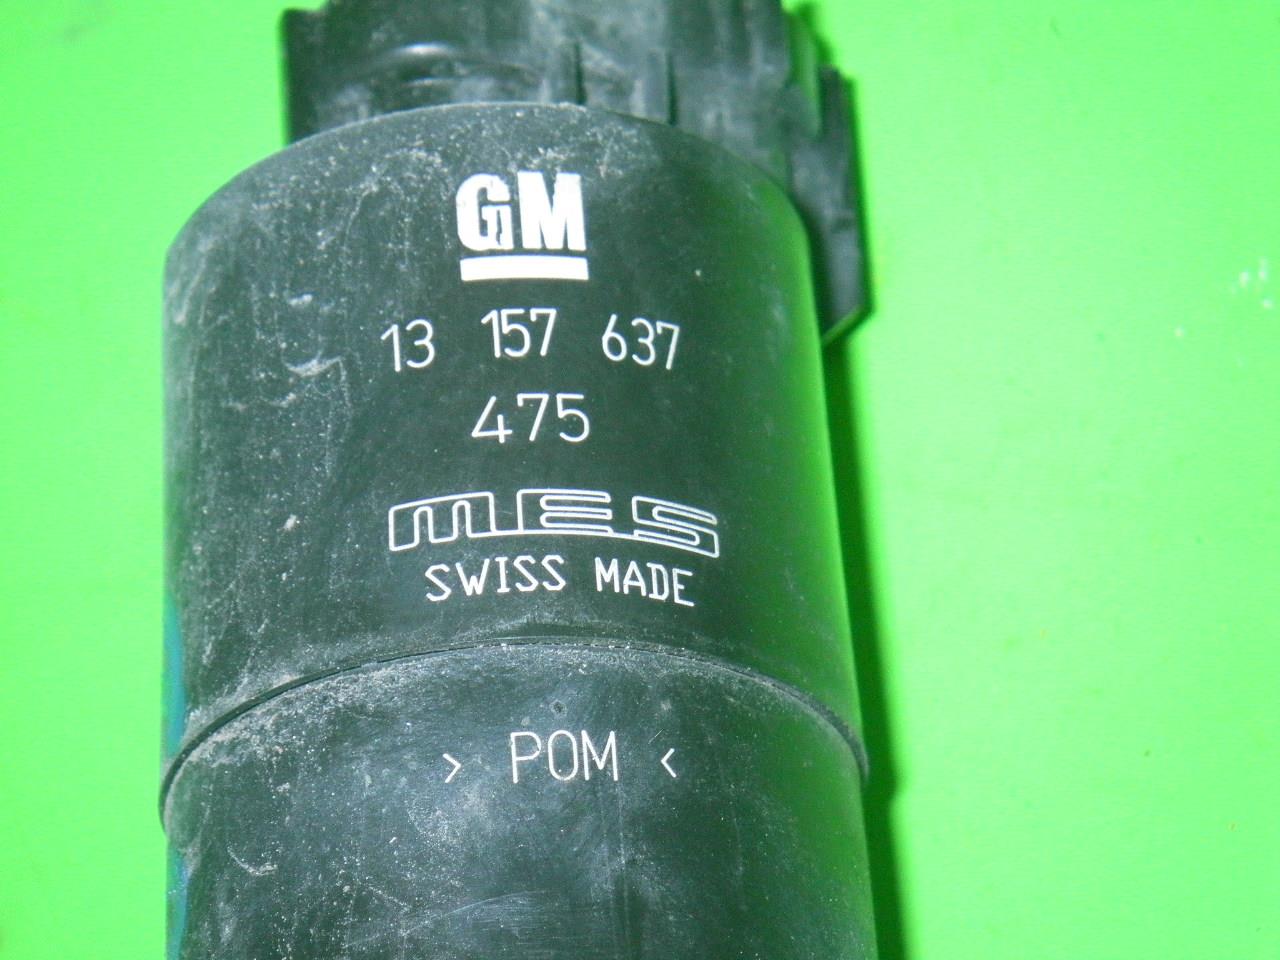 GM
13 157 637
475
MES
SWISS MADE
> POM <